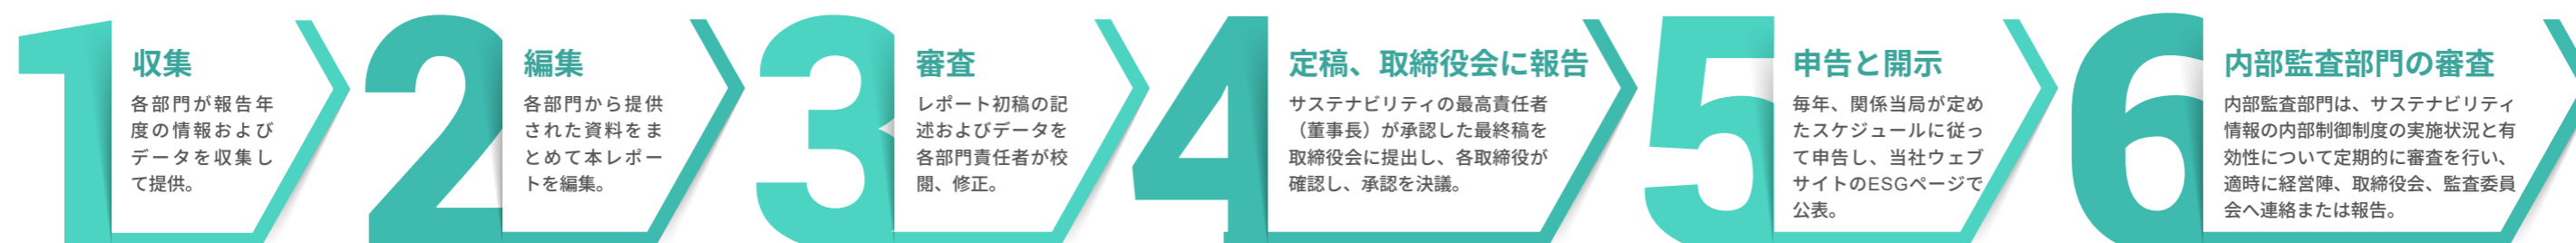 1
収集
各部門が報告年
度の情報および
データを収集し
て提供。
2
編集
各部門から提供
された資料をま
とめて本レポー
トを編集。
3
審査
レポート初稿の記
述およびデータを
各部門責任者が校
閲、修正。
4
定稿、取締役会に報告
サステナビリティの最高責任者
（董事長）が承認した最終稿を
取締役会に提出し、各取締役が
確認し、承認を決議。
5
申告と開示
毎年、関係当局が定め
たスケジュールに従っ
て申告し、当社ウェブ
サイトのESGページで
公表。
6
内部監査部門の審査
内部監査部門は、サステナビリティ
情報の内部制御制度の実施状況と有
効性について定期的に審査を行い、
適時に経営陣、取締役会、監査委員
会へ連絡または報告。